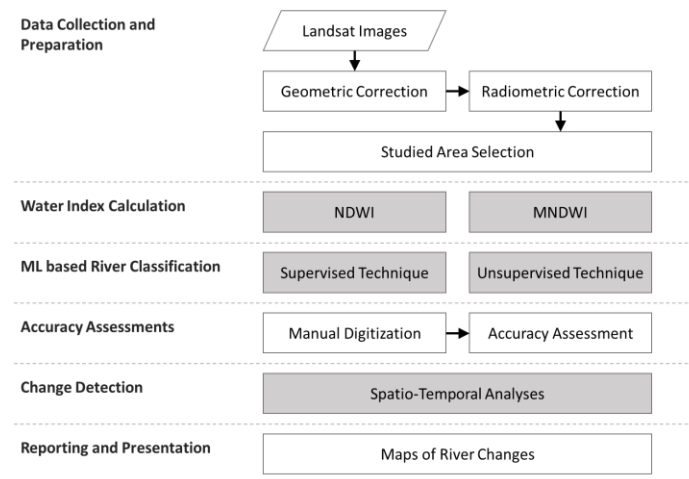 Data Collection and
Preparation
Landsat Images
Geometric Correction
Radiometric Correction
Studied Area Selection
Water Index Calculation
NDWI
MNDWI
ML based River Classification
Supervised Technique
Unsupervised Technique
Accuracy Assessments
Manual Digitization
Accuracy Assessment
Change Detection
Spatio-Temporal Analyses
Reporting and Presentation
Maps of River Changes